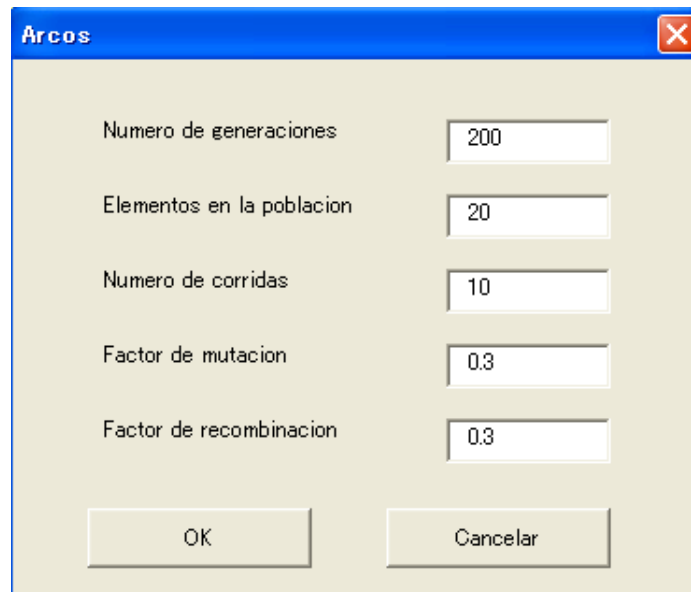 Arcos
Numero de generaciones 200
Elementos en la poblacion 20
Numero de corridas 10
Factor de mutacion 0.3
Factor de recombinacion 0.3
OK Cancelar